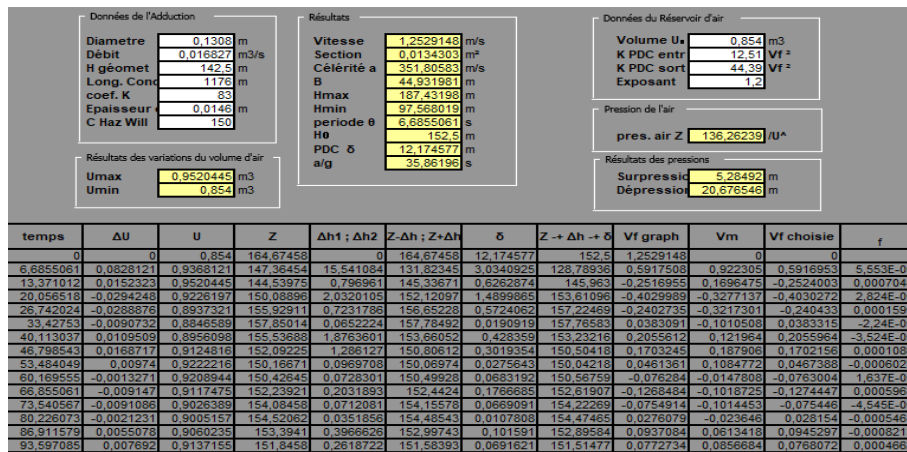 Données de l'Adduction
Diametre 0,1308 m
Débit 0,016827 m3/s
H géomet 142,5 m
Long. Cond 1176 m
coef. K 83
Epaisseur 0,0146 m
C Haz Will 150
Résultats des variations du volume d'air
Umax 0,9520445 m3
Umin 0,854 m3
Résultats
Vitesse 1,2529148 m/s
Section 0,0134303 m²
Célérité a 351,80583 m/s
B 44,931981 m
Hmax 187,43198 m
Hmin 97,568019 m
periode θ 6,6855061 s
H0 152,5 m
PDC δ 12,174577 m
a/g 35,86196 s
Données du Réservoir d'air
Volume U₀ 0,854 m3
K PDC entr 12,51 Vf ²
K PDC sort 44,39 Vf ²
Exposant 1,2
Pression de l'air
pres. air Z 136,26239 /U^
Résultats des pressions
Surpressio 5,28492 m
Dépression 20,676546 m
temps ΔU U Z Δh1 ; Δh2 Z-Δh ; Z+Δh δ Z -+ Δh -+ δ Vf graph Vm Vf choisie f
0 0 0,854 164,67458 0 164,67458 12,174577 152,5 1,2529148 0 0
6,6855061 0,0828121 0,9368121 147,36454 15,541084 131,82345 3,0340925 128,78936 0,5917508 0,922305 0,5916953 5,553E-0
13,371012 0,0152323 0,9520445 144,53975 0,796961 145,33671 0,6262874 145,963 -0,2516955 0,1696475 -0,2524003 0,000704
20,056518 -0,0294248 0,9226197 150,08896 2,0320105 152,12097 1,4899865 153,61096 -0,4029989 -0,3277137 -0,4030272 2,824E-0
26,742024 -0,0288876 0,8937321 155,92911 0,7231786 156,65228 0,5724062 157,22469 -0,2402735 -0,3217301 -0,240433 0,000159
33,42753 -0,0090732 0,8846589 157,85014 0,0652224 157,78492 0,0190919 157,76583 0,0383091 -0,1010508 0,0383315 -2,24E-0
40,113037 0,0109509 0,8956098 155,53688 1,8763601 153,66052 0,428359 153,23216 0,2055612 0,121964 0,2055964 -3,524E-0
46,798543 0,0168717 0,9124816 152,09225 1,286127 150,80612 0,3019354 150,50418 0,1703245 0,187906 0,1702156 0,000108
53,484049 0,00974 0,9222216 150,16671 0,0969708 150,06974 0,0275643 150,04218 0,0461361 0,1084772 0,0467388 -0,000602
60,169555 -0,0013271 0,9208944 150,42645 0,0728301 150,49928 0,0683192 150,56759 -0,076284 -0,0147808 -0,0763004 1,637E-0
66,855061 -0,009147 0,9117475 152,23921 0,2031893 152,4424 0,1766685 152,61907 -0,1268484 -0,1018725 -0,1274447 0,000596
73,540567 -0,0091086 0,9026389 154,08458 0,0712081 154,15578 0,0669091 154,22269 -0,0754914 -0,1014453 -0,075446 -4,545E-0
80,226073 -0,0021231 0,9005157 154,52062 0,0351856 154,48543 0,0107808 154,47465 0,0276079 -0,023646 0,028154 -0,000546
86,911579 0,0055078 0,9060235 153,3941 0,3966626 152,99743 0,101591 152,89584 0,0937084 0,0613418 0,0945297 -0,000821
93,597085 0,007692 0,9137155 151,8458 0,2618722 151,58393 0,0691621 151,51477 0,0772734 0,0856684 0,0768072 0,000466